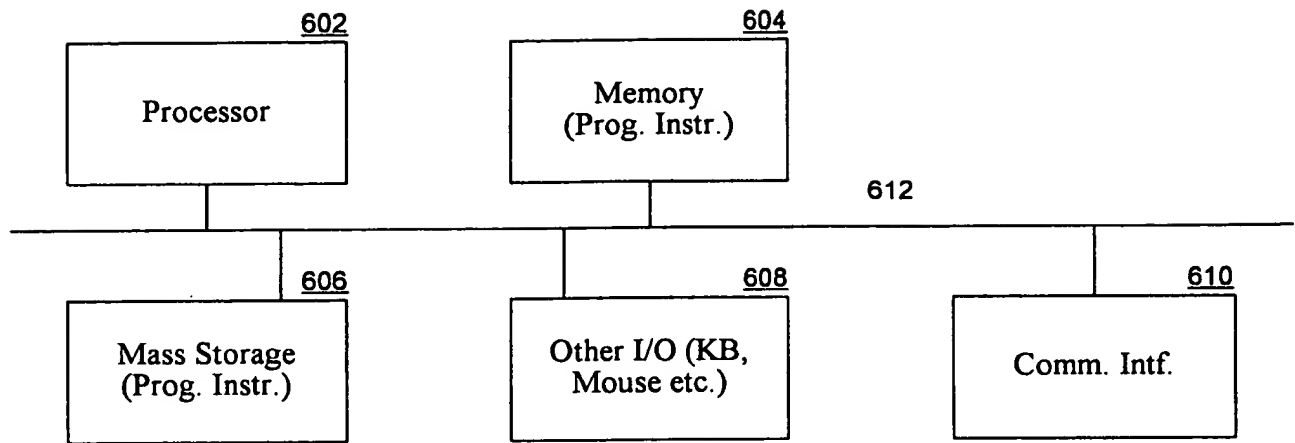 602
Processor
604
Memory
(Prog. Instr.)
612
606
Mass Storage
(Prog. Instr.)
608
Other I/O (KB,
Mouse etc.)
610
Comm. Intf.